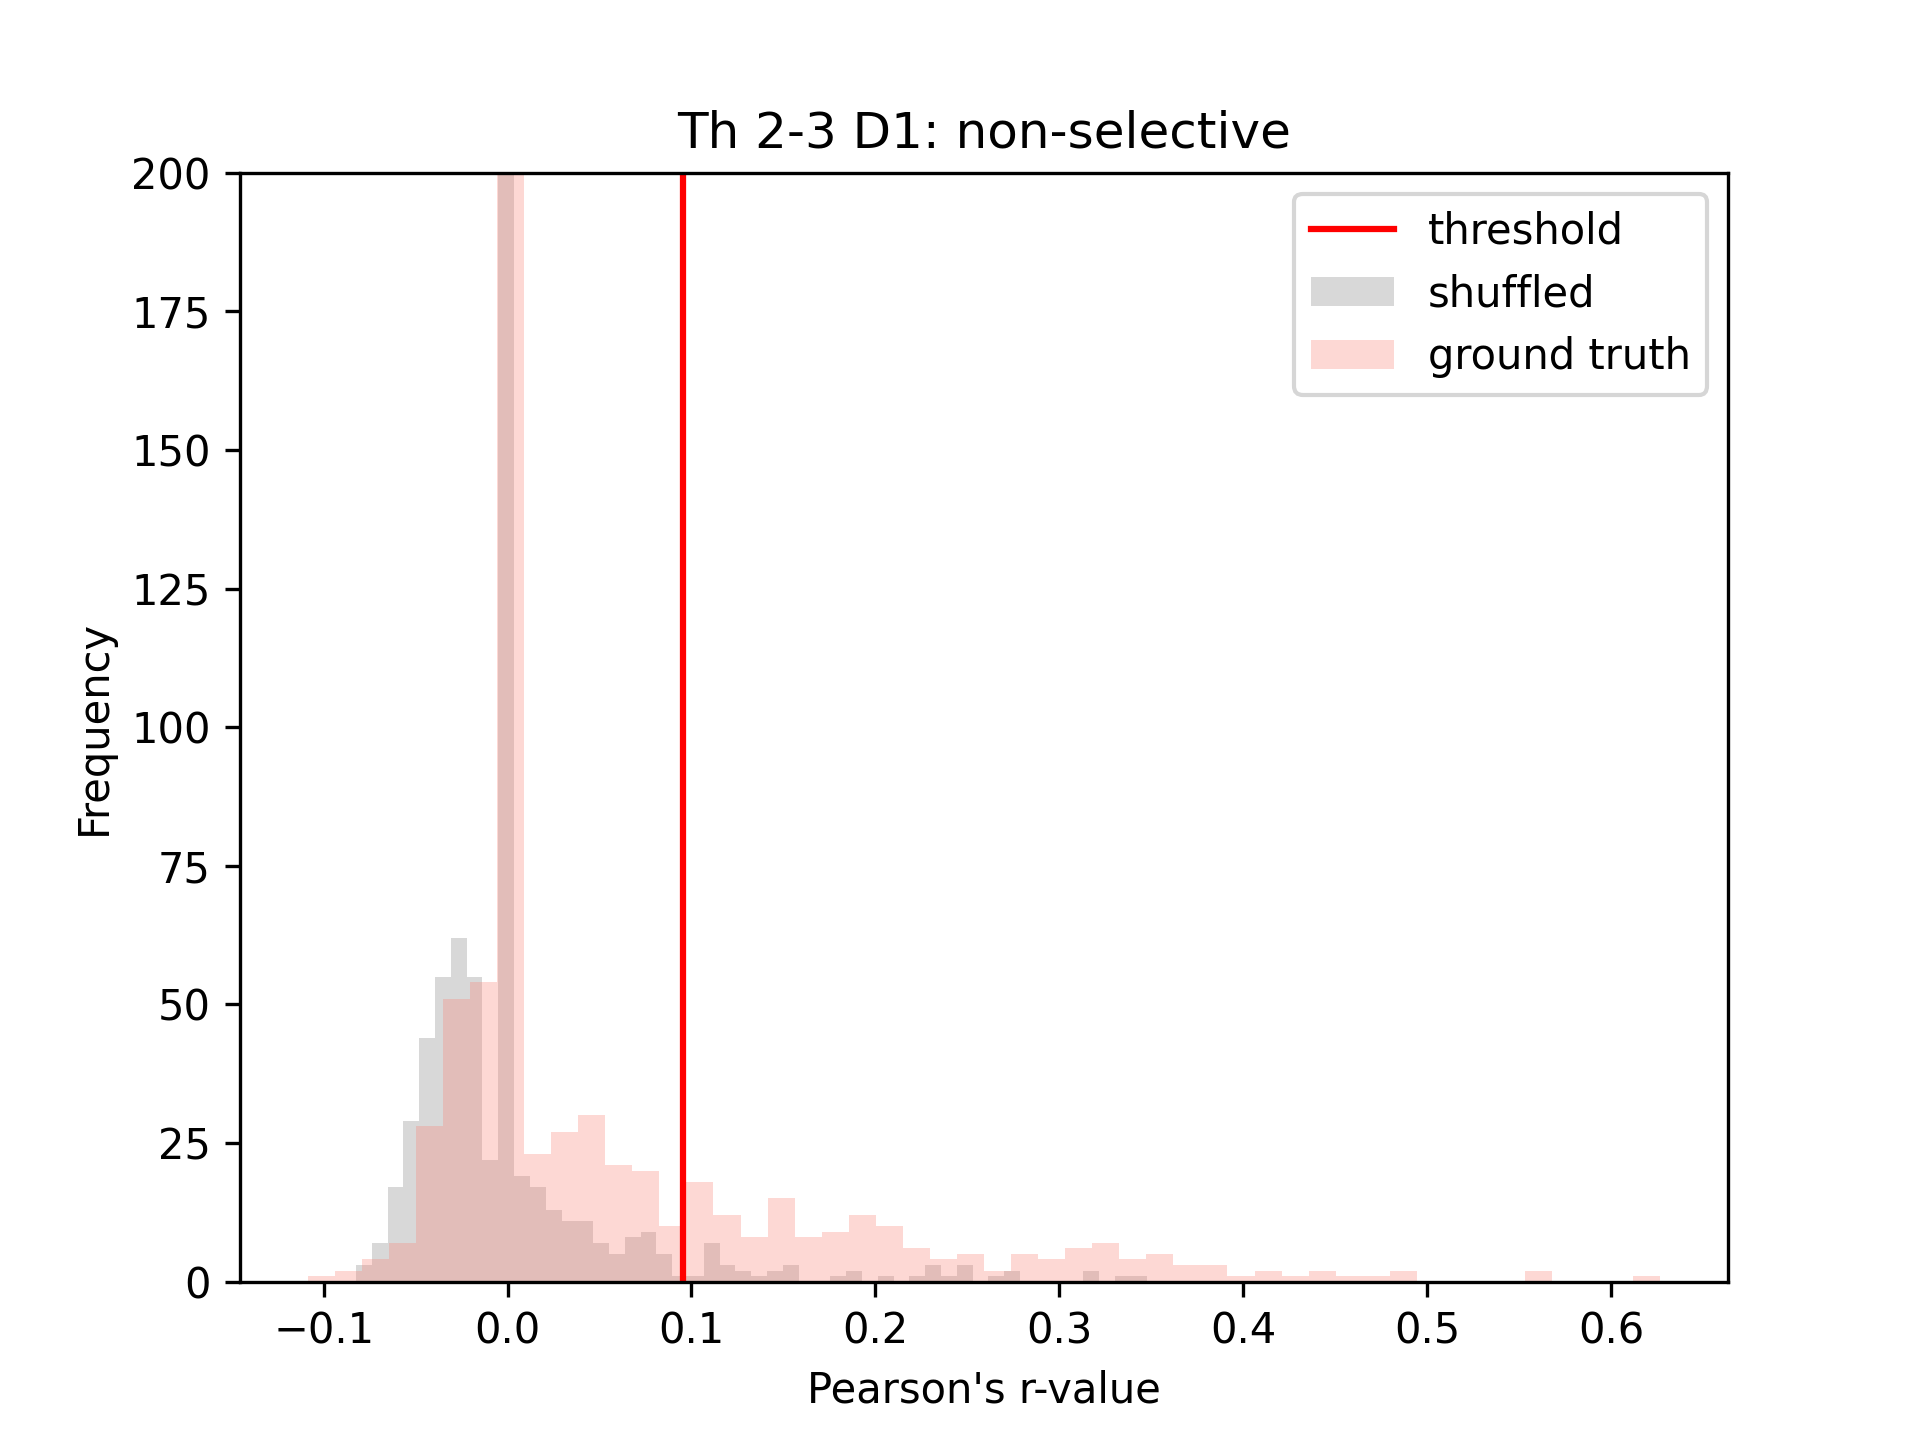 Th 2-3 D1: non-selective
200
175
150
125
100
75
50
25
0
Frequency
threshold
shuffled
ground truth
−0.1 0.0 0.1 0.2 0.3 0.4 0.5 0.6
Pearson's r-value